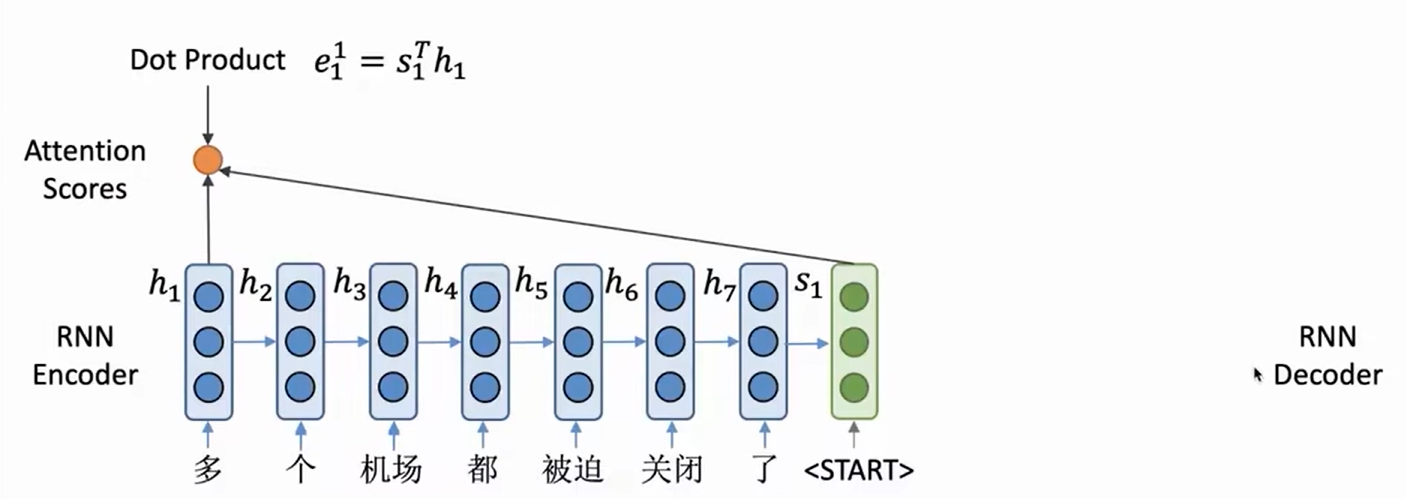 Dot Product $e_1^1 = s_1^T h_1$
Attention
Scores
$h_1$ $h_2$ $h_3$ $h_4$ $h_5$ $h_6$ $h_7$ $s_1$
RNN
Encoder
RNN
Decoder
多 个 机场 都 被迫 关闭 了 <START>